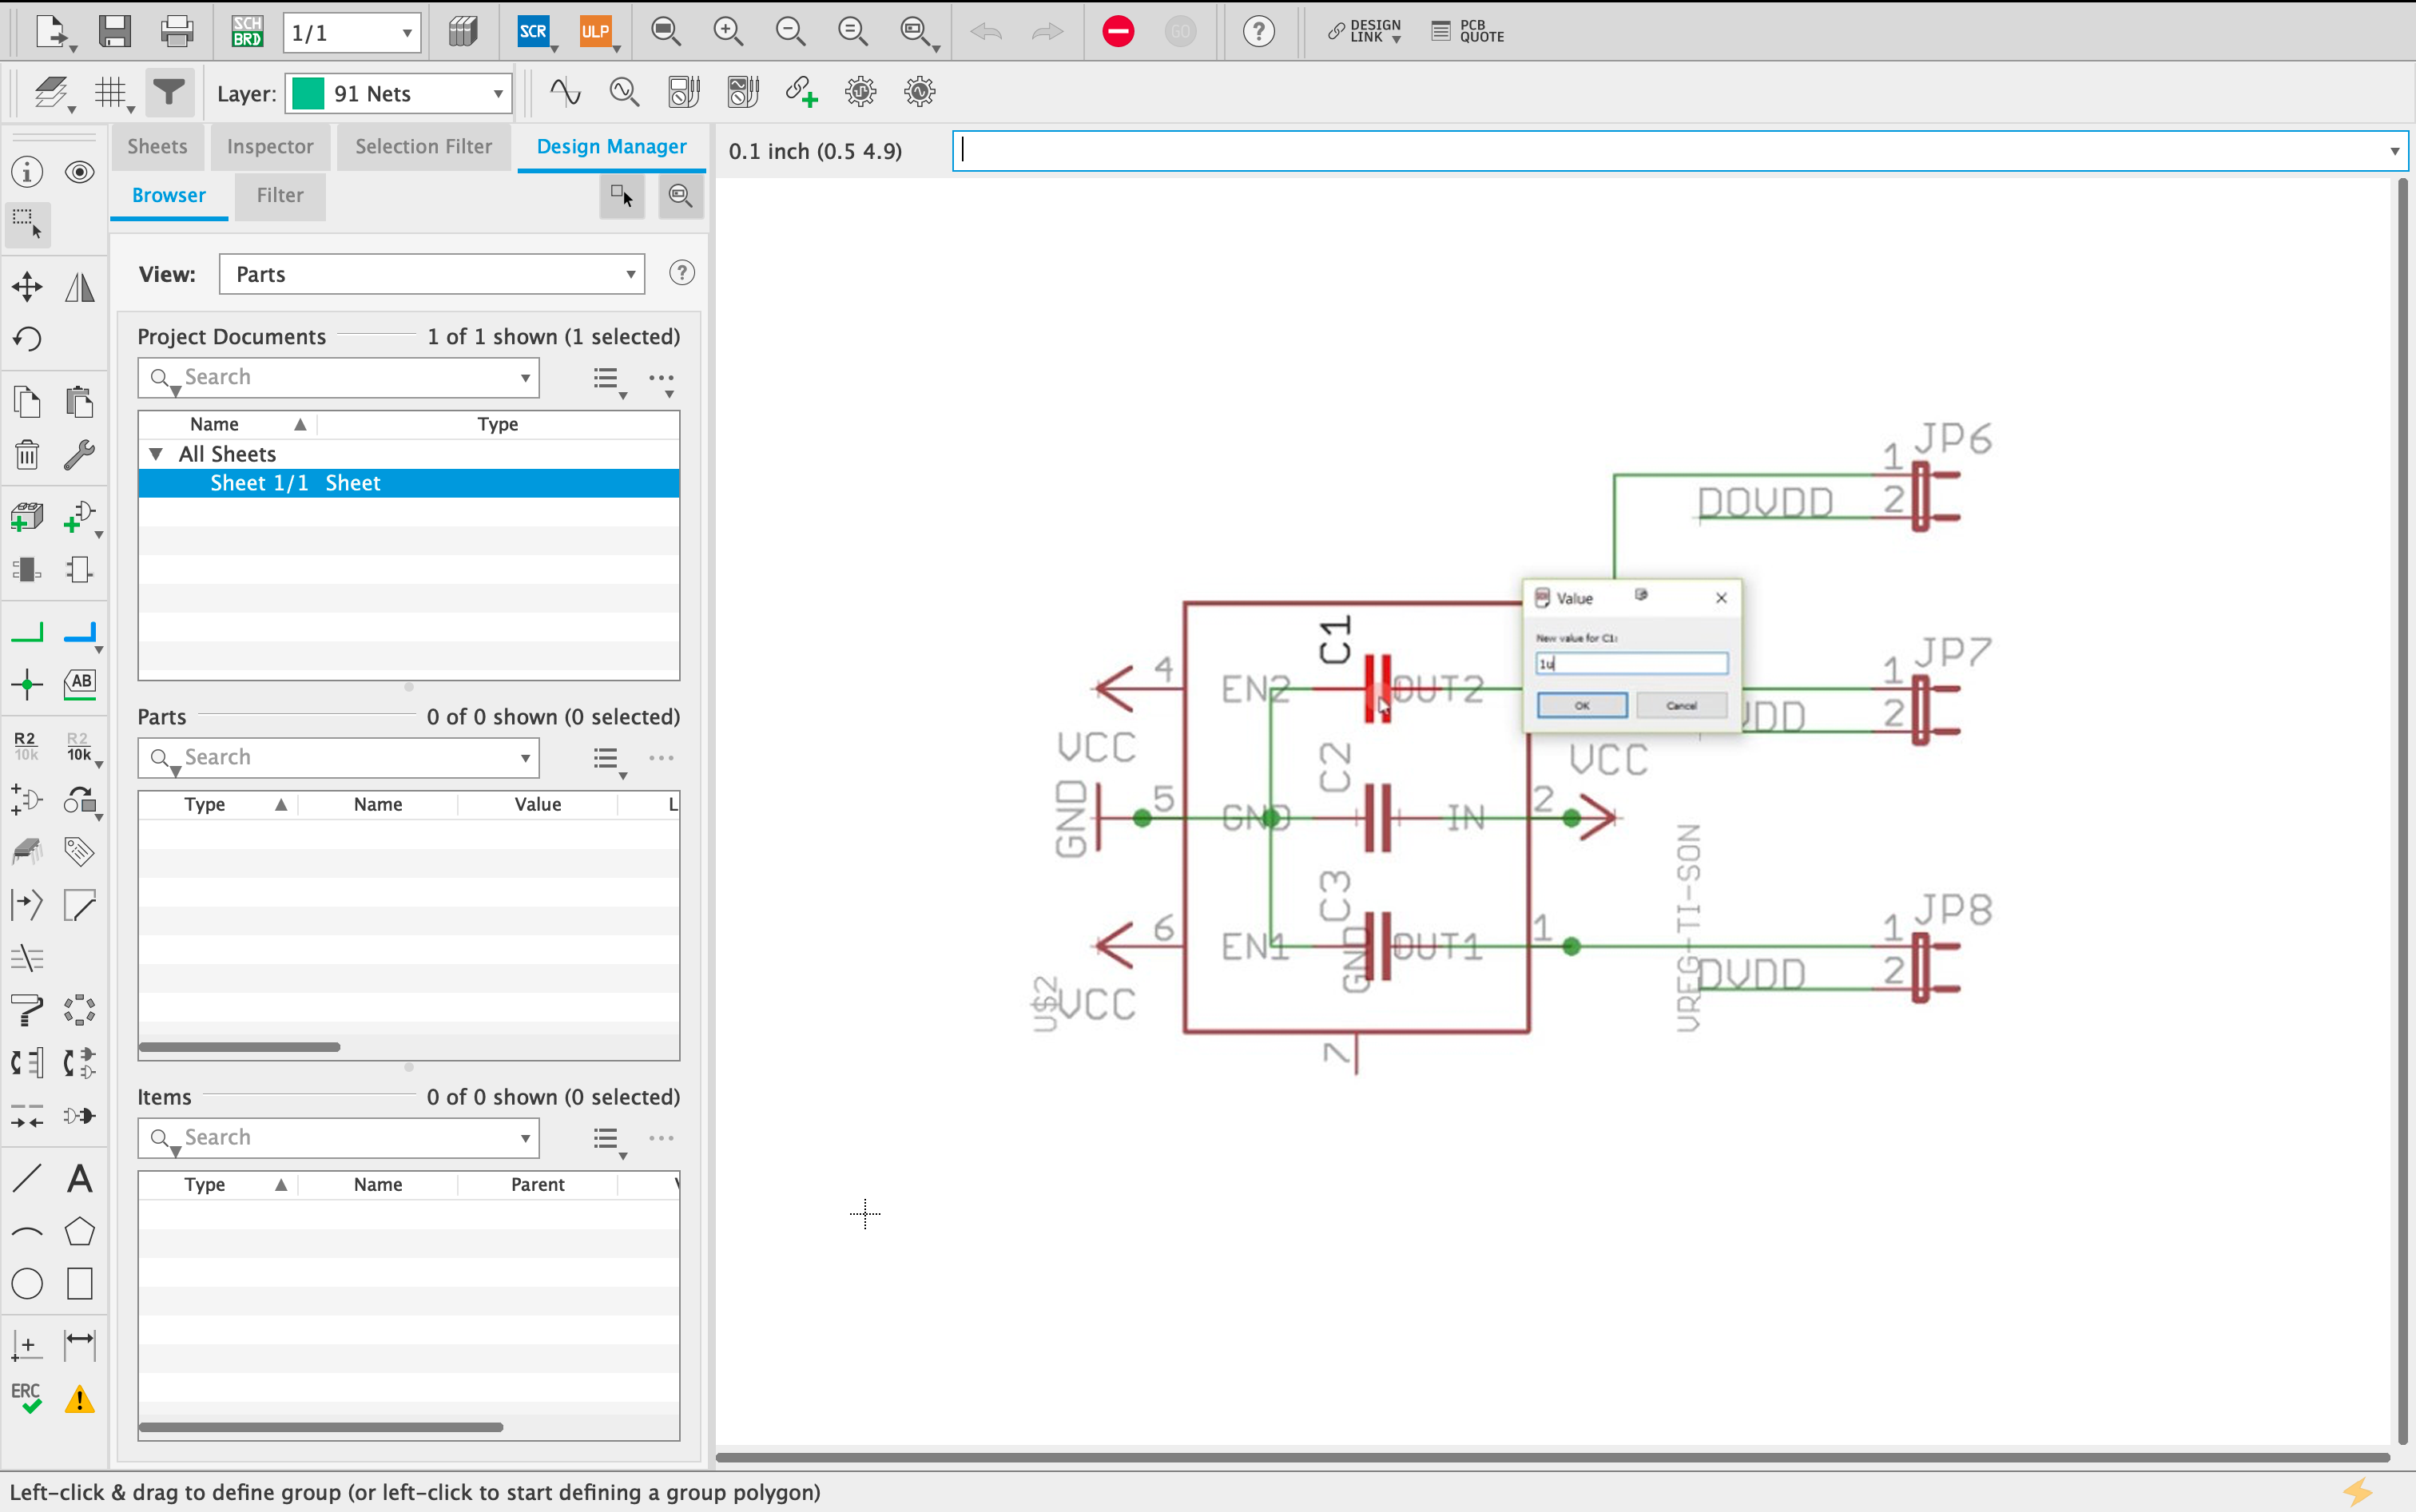 SCH
BRD
1/1
SCR
ULP
GO
?
DESIGN
LINK
PCB
QUOTE
Layer:
91 Nets
Sheets
Inspector
Selection Filter
Design Manager
0.1 inch (0.5 4.9)
Browser
Filter
View:
Parts
?
Project Documents
1 of 1 shown (1 selected)
Search
Name
Type
All Sheets
Sheet 1/1
Sheet
Parts
0 of 0 shown (0 selected)
Search
Type
Name
Value
L
Items
0 of 0 shown (0 selected)
Search
Type
Name
Parent
i
AB
R2
10k
R2
10k
A
ERC
JP6
1
2
DOVDD
Value
New value for C1:
1u
OK
Cancel
C1
4
EN2
OUT2
VCC
JP7
1
2
VCC
C2
GND
5
GND
IN
2
C3
6
EN1
GND
OUT1
1
VREG-TI-SON
JP8
1
2
DVDD
U$2
VCC
7
Left-click & drag to define group (or left-click to start defining a group polygon)